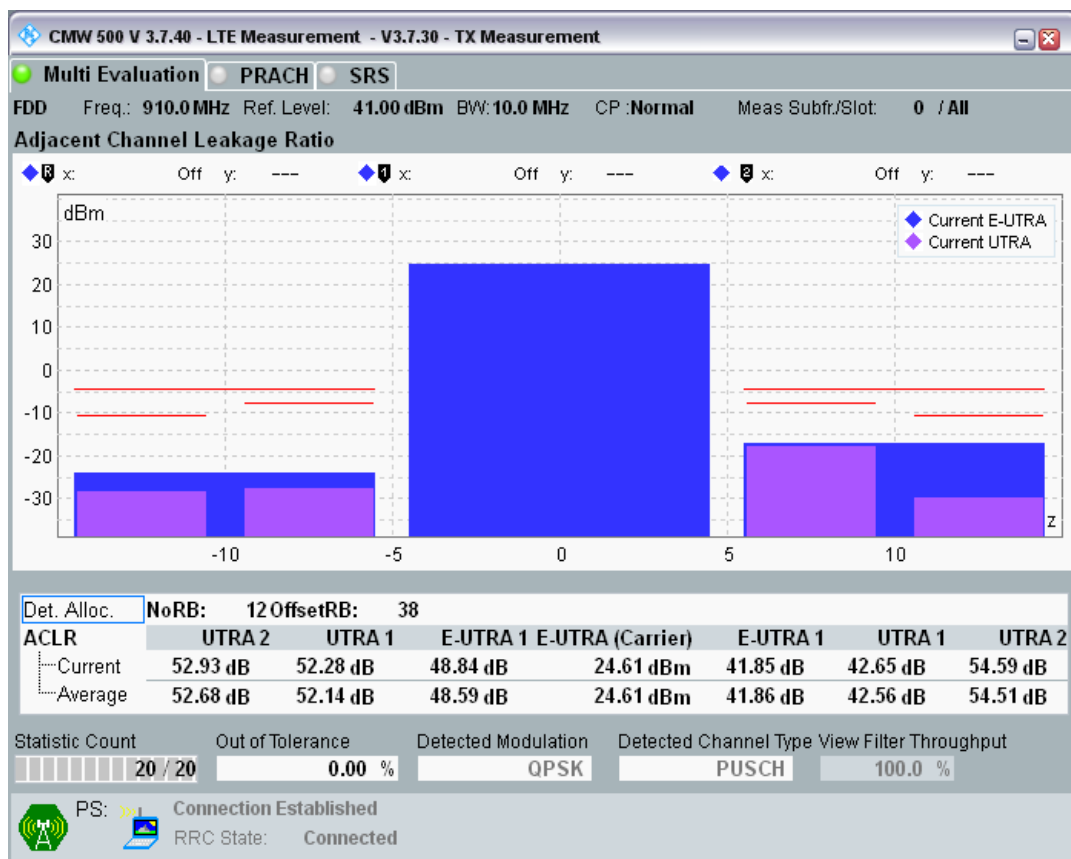 CMW 500 V 3.7.40 - LTE Measurement - V3.7.30 - TX Measurement
Multi Evaluation PRACH SRS
FDD Freq.: 910.0 MHz Ref. Level: 41.00 dBm BW: 10.0 MHz CP :Normal Meas Subfr./Slot: 0 / All
Adjacent Channel Leakage Ratio
R x: Off y: --- 1 x: Off y: --- 2 x: Off y: ---
dBm
Current E-UTRA
Current UTRA
30
20
10
0
-10
-20
-30
z
-10 -5 0 5 10
Det. Alloc. NoRB: 12 OffsetRB: 38
ACLR UTRA 2 UTRA 1 E-UTRA 1 E-UTRA (Carrier) E-UTRA 1 UTRA 1 UTRA 2
Current 52.93 dB 52.28 dB 48.84 dB 24.61 dBm 41.85 dB 42.65 dB 54.59 dB
Average 52.68 dB 52.14 dB 48.59 dB 24.61 dBm 41.86 dB 42.56 dB 54.51 dB
Statistic Count Out of Tolerance Detected Modulation Detected Channel Type View Filter Throughput
20 / 20 0.00 % QPSK PUSCH 100.0 %
PS: Connection Established
RRC State: Connected